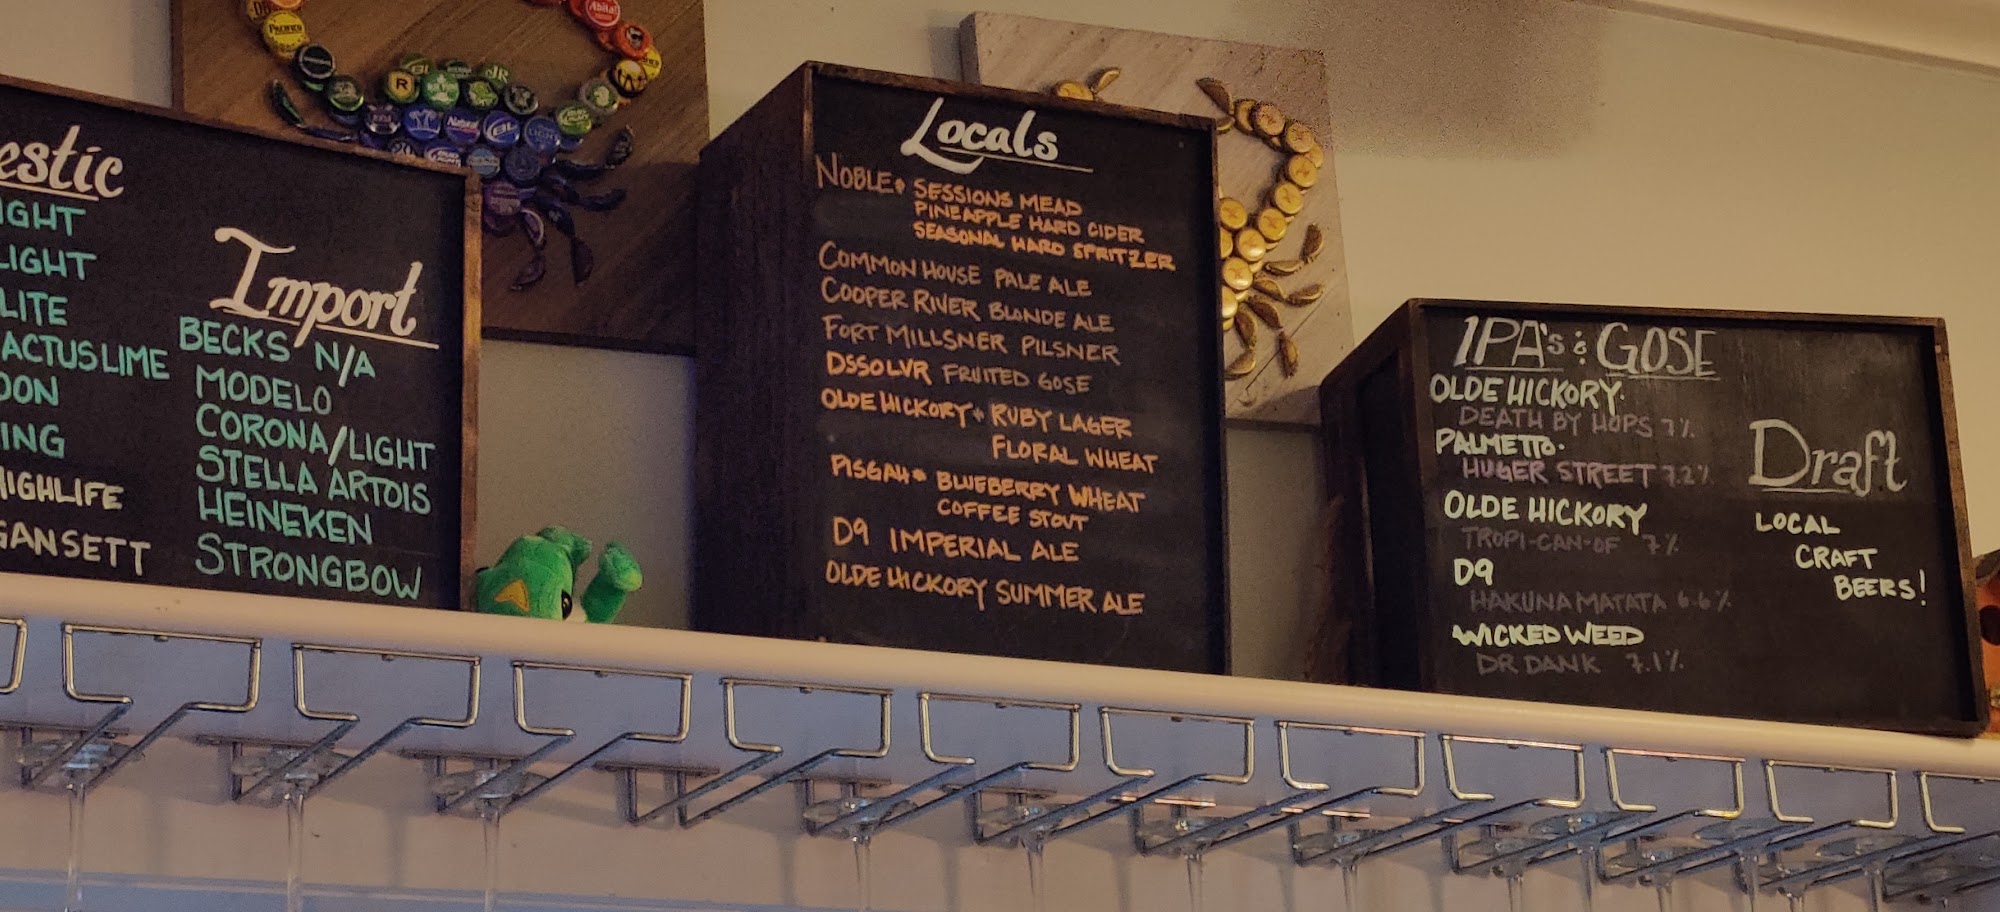 estic
IGHT
LIGHT
LITE
ACTUS LIME
OON
ING
HIGHLIFE
GANSETT
Import
BECKS N/A
MODELO
CORONA/LIGHT
STELLA ARTOIS
HEINEKEN
STRONGBOW
Locals
NOBLE • SESSIONS MEAD
PINEAPPLE HARD CIDER
SEASONAL HARD SPRITZER
COMMON HOUSE PALE ALE
COOPER RIVER BLONDE ALE
FORT MILLSNER PILSNER
DSSOLVR FRUITED GOSE
OLDE HICKORY • RUBY LAGER
FLORAL WHEAT
PISGAH • BLUEBERRY WHEAT
COFFEE STOUT
D9 IMPERIAL ALE
OLDE HICKORY SUMMER ALE
IPA's & GOSE
OLDE HICKORY •
DEATH BY HOPS 7%
PALMETTO •
HUGER STREET 7.2%
OLDE HICKORY
TROPI-CAN-OF 7%
D9
HAKUNA MATATA 6.6%
WICKED WEED
DR DANK 7.1%
Draft
LOCAL
CRAFT
BEERS!